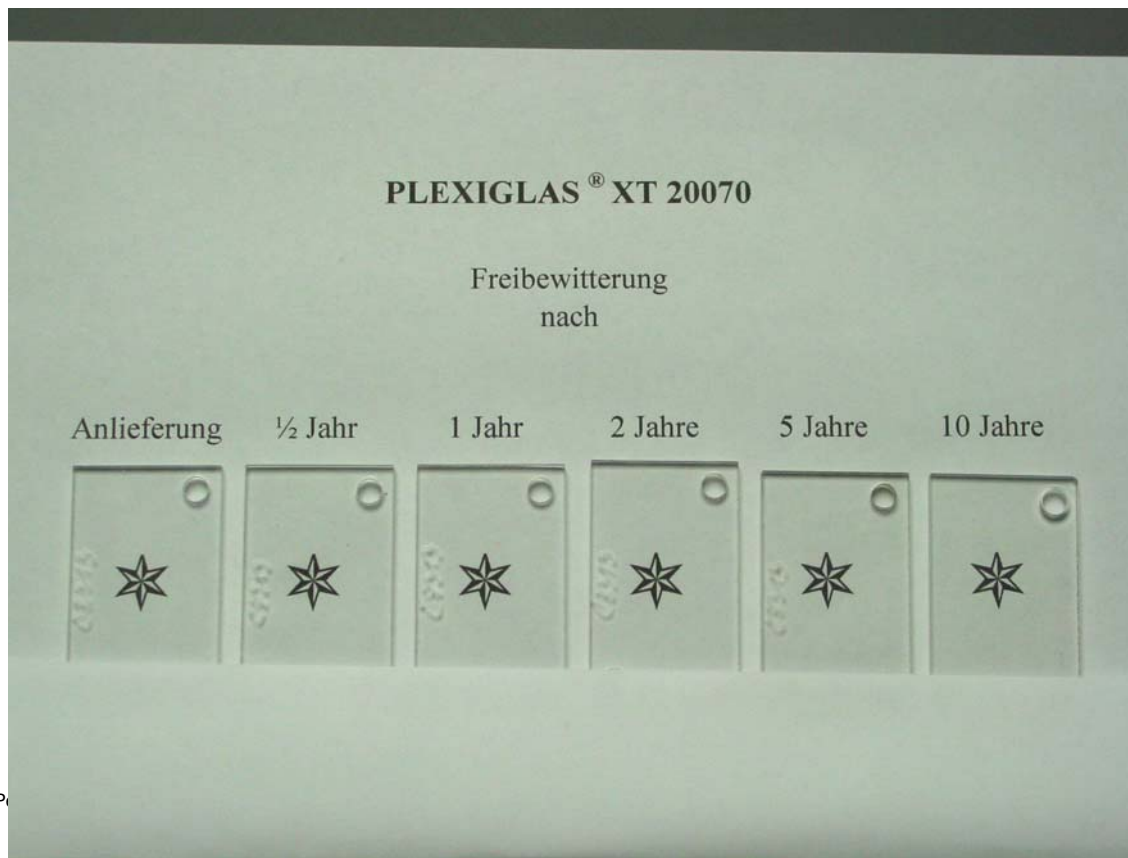 PLEXIGLAS ® XT 20070
Freibewitterung
nach
Anlieferung ½ Jahr 1 Jahr 2 Jahre 5 Jahre 10 Jahre